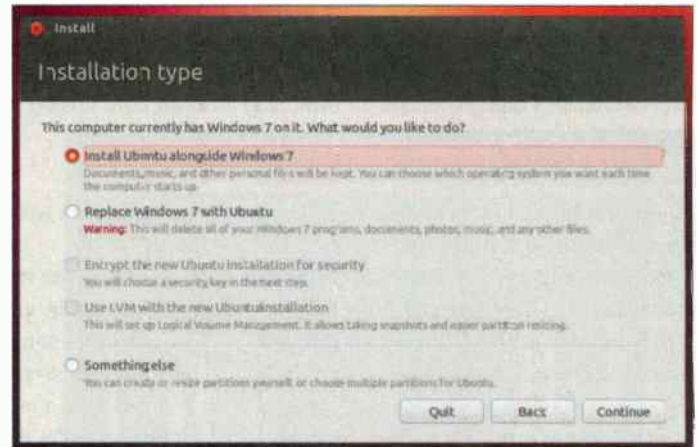 Install
Installation type
This computer currently has Windows 7 on it. What would you like to do?
Install Ubuntu alongside Windows 7
Documents, music, and other personal files will be kept. You can choose which operating system you want each time
the computer starts up.
Replace Windows 7 with Ubuntu
Warning: This will delete all of your Windows 7 programs, documents, photos, music, and any other files.
Encrypt the new Ubuntu installation for security
You will choose a security key in the next step.
Use LVM with the new Ubuntu installation
This will set up Logical Volume Management. It allows taking snapshots and easier partition resizing.
Something else
You can create or resize partitions yourself, or choose multiple partitions for Ubuntu.
Quit Back Continue